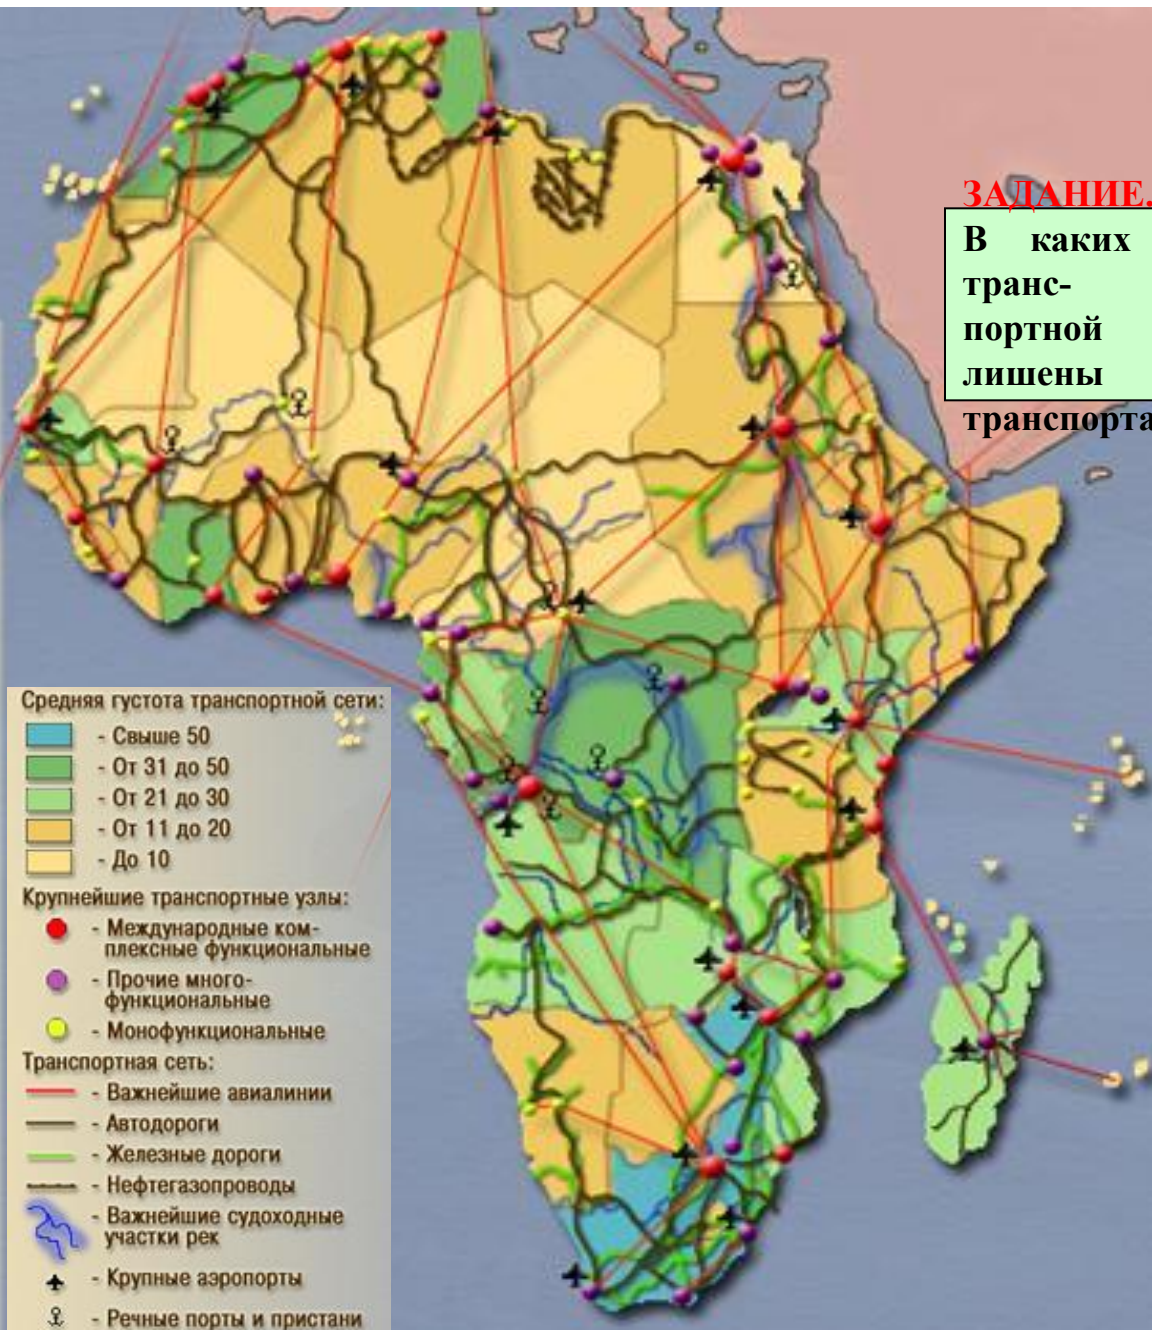 ЗАДАНИЕ.
В каких
транс-
портной
лишены
транспорта
Средняя густота транспортной сети:
- Свыше 50
- От 31 до 50
- От 21 до 30
- От 11 до 20
- До 10
Крупнейшие транспортные узлы:
- Международные ком-
плексные функциональные
- Прочие много-
функциональные
- Монофункциональные
Транспортная сеть:
- Важнейшие авиалинии
- Автодороги
- Железные дороги
- Нефтегазопроводы
- Важнейшие судоходные
участки рек
- Крупные аэропорты
- Речные порты и пристани